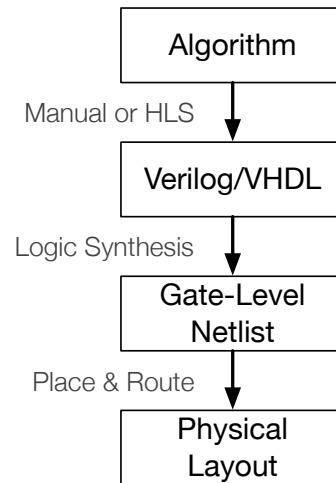 Algorithm
Manual or HLS
Verilog/VHDL
Logic Synthesis
Gate-Level
Netlist
Place & Route
Physical
Layout